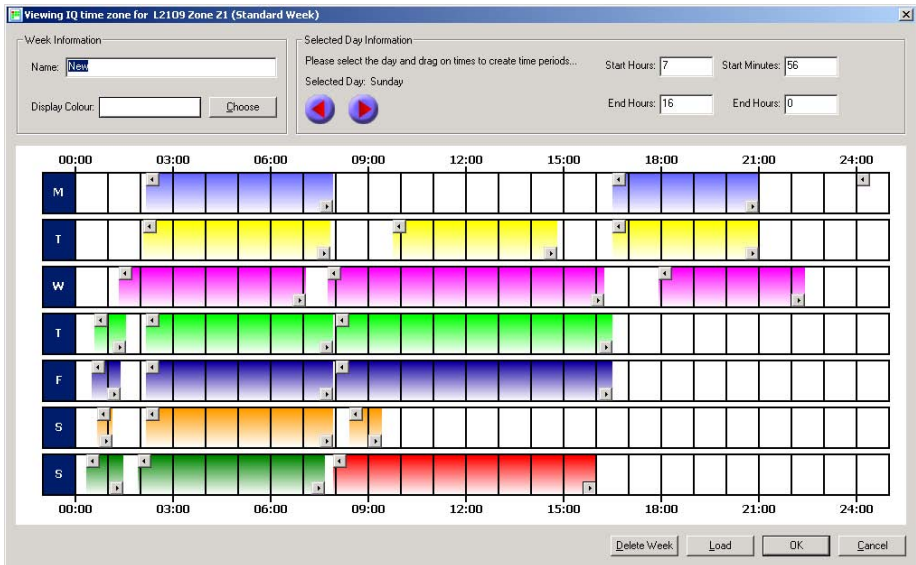 Viewing IQ time zone for L2109 Zone Z1 (Standard Week)
Week Information
Name: New
Display Colour: Choose
Selected Day Information
Please select the day and drag on times to create time periods...
Selected Day: Sunday
Start Hours: 7 Start Minutes: 56
End Hours: 16 End Hours: 0
00:00 03:00 06:00 09:00 12:00 15:00 18:00 21:00 24:00
M
T
W
T
F
S
S
00:00 03:00 06:00 09:00 12:00 15:00 18:00 21:00 24:00
Delete Week Load OK Cancel